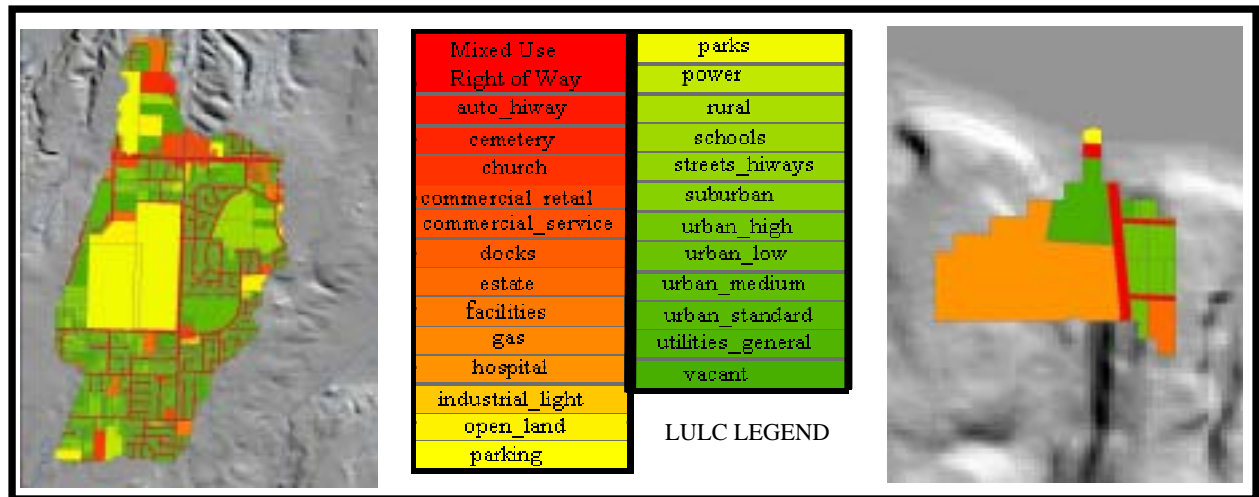 Mixed Use
Right of Way
auto_hiway
cemetery
church
commercial_retail
commercial_service
docks
estate
facilities
gas
hospital
industrial_light
open_land
parking
parks
power
rural
schools
streets_hiways
suburban
urban_high
urban_low
urban_medium
urban_standard
utilities_general
vacant
LULC LEGEND